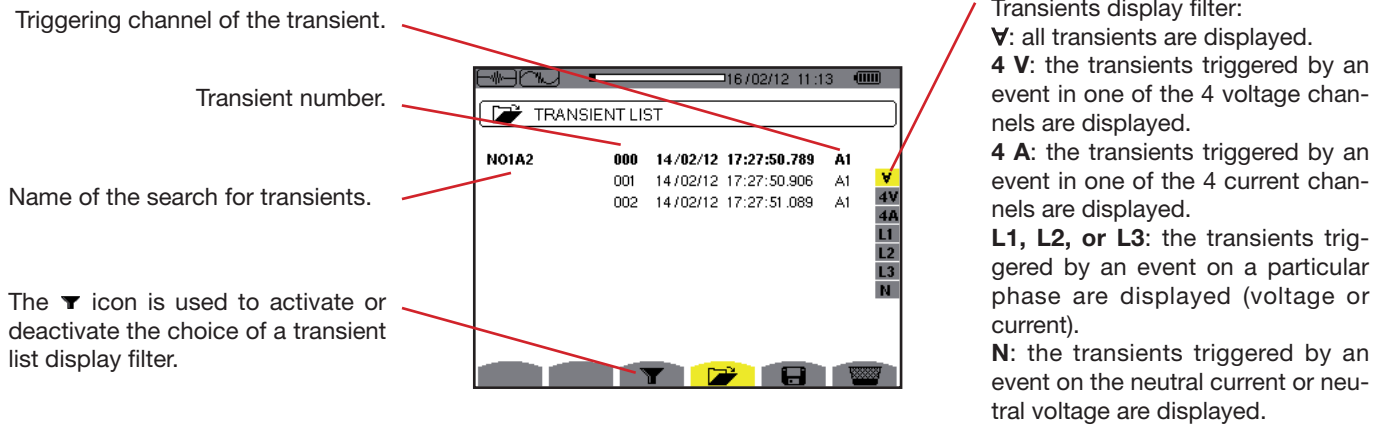 Triggering channel of the transient.
Transient number.
Name of the search for transients.
The icon is used to activate or
deactivate the choice of a transient
list display filter.
16/02/12 11:13
TRANSIENT LIST
NO1A2 000 14/02/12 17:27:50.789 A1
001 14/02/12 17:27:50.906 A1
002 14/02/12 17:27:51.089 A1
∀
4V
4A
L1
L2
L3
N
Transients display filter:
∀: all transients are displayed.
4 V: the transients triggered by an
event in one of the 4 voltage chan-
nels are displayed.
4 A: the transients triggered by an
event in one of the 4 current chan-
nels are displayed.
L1, L2, or L3: the transients trig-
gered by an event on a particular
phase are displayed (voltage or
current).
N: the transients triggered by an
event on the neutral current or neu-
tral voltage are displayed.